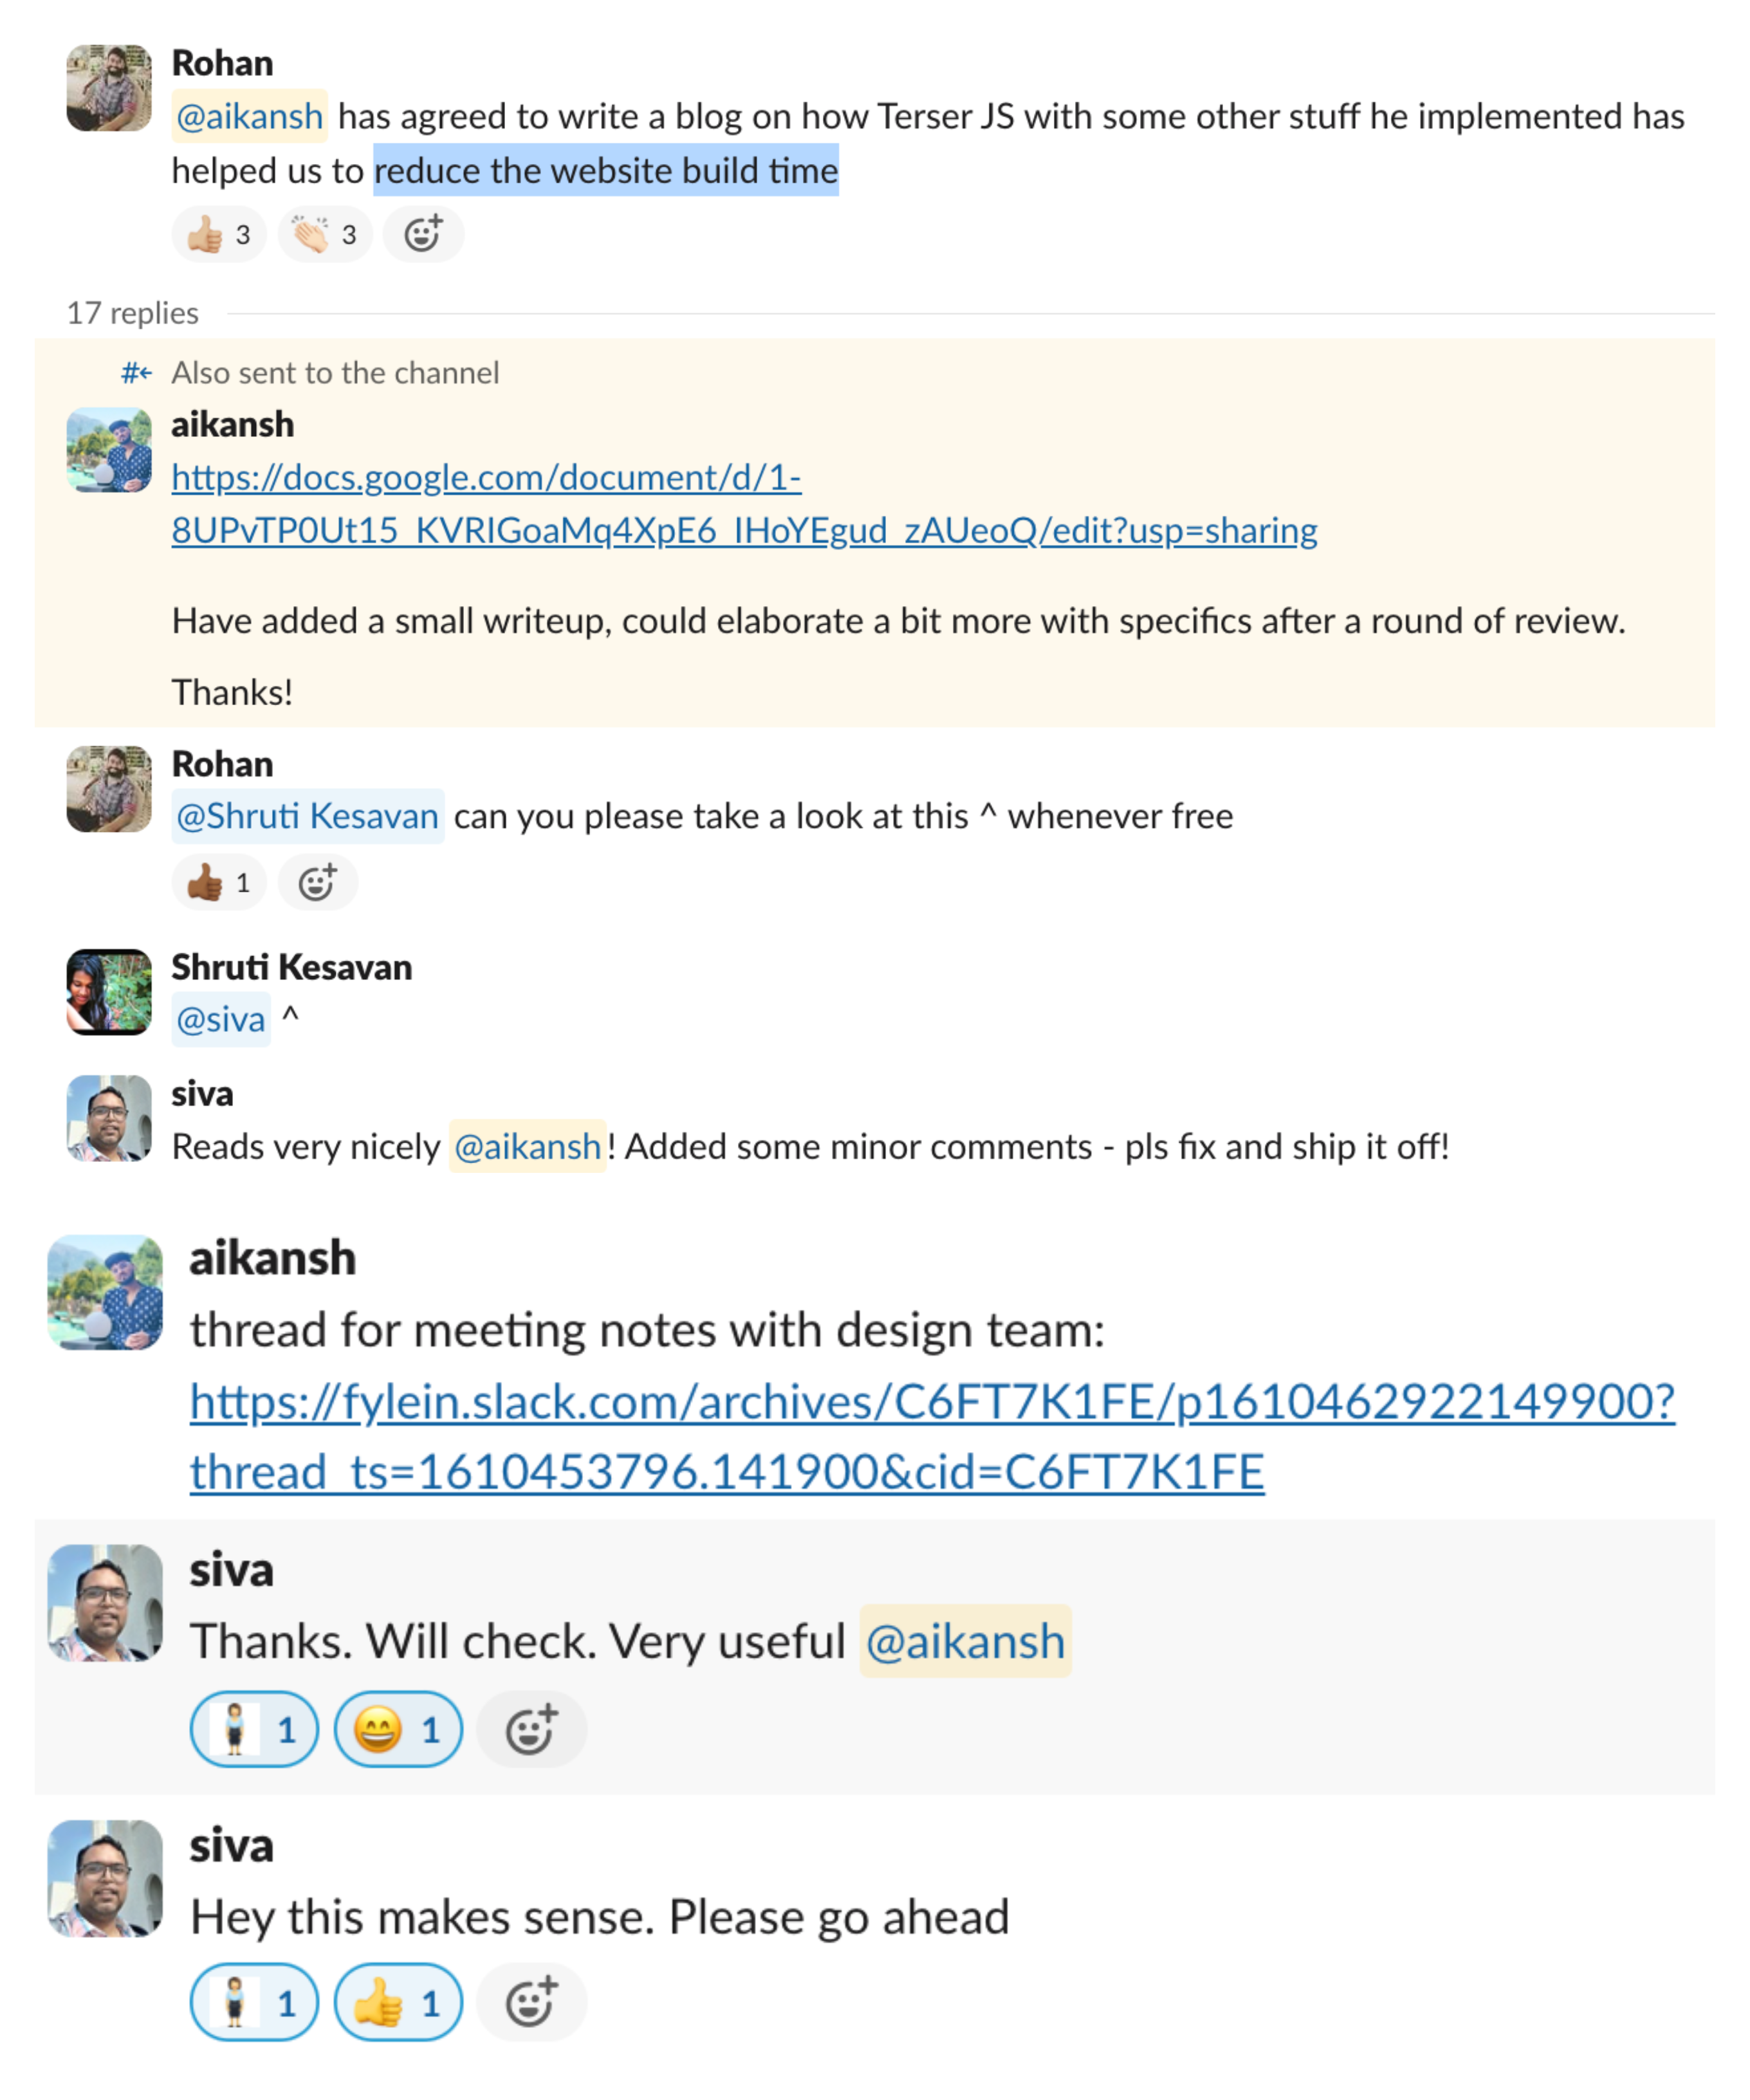 Rohan
@aikansh has agreed to write a blog on how Terser JS with some other stuff he implemented has
helped us to reduce the website build time
3 3
17 replies
#← Also sent to the channel
aikansh
https://docs.google.com/document/d/1-
8UPvTP0Ut15_KVRIGoaMq4XpE6_IHoYEgud_zAUeoQ/edit?usp=sharing
Have added a small writeup, could elaborate a bit more with specifics after a round of review.
Thanks!
Rohan
@Shruti Kesavan can you please take a look at this ^ whenever free
1
Shruti Kesavan
@siva ^
siva
Reads very nicely @aikansh! Added some minor comments - pls fix and ship it off!
aikansh
thread for meeting notes with design team:
https://fylein.slack.com/archives/C6FT7K1FE/p1610462922149900?
thread_ts=1610453796.141900&cid=C6FT7K1FE
siva
Thanks. Will check. Very useful @aikansh
1 1
siva
Hey this makes sense. Please go ahead
1 1